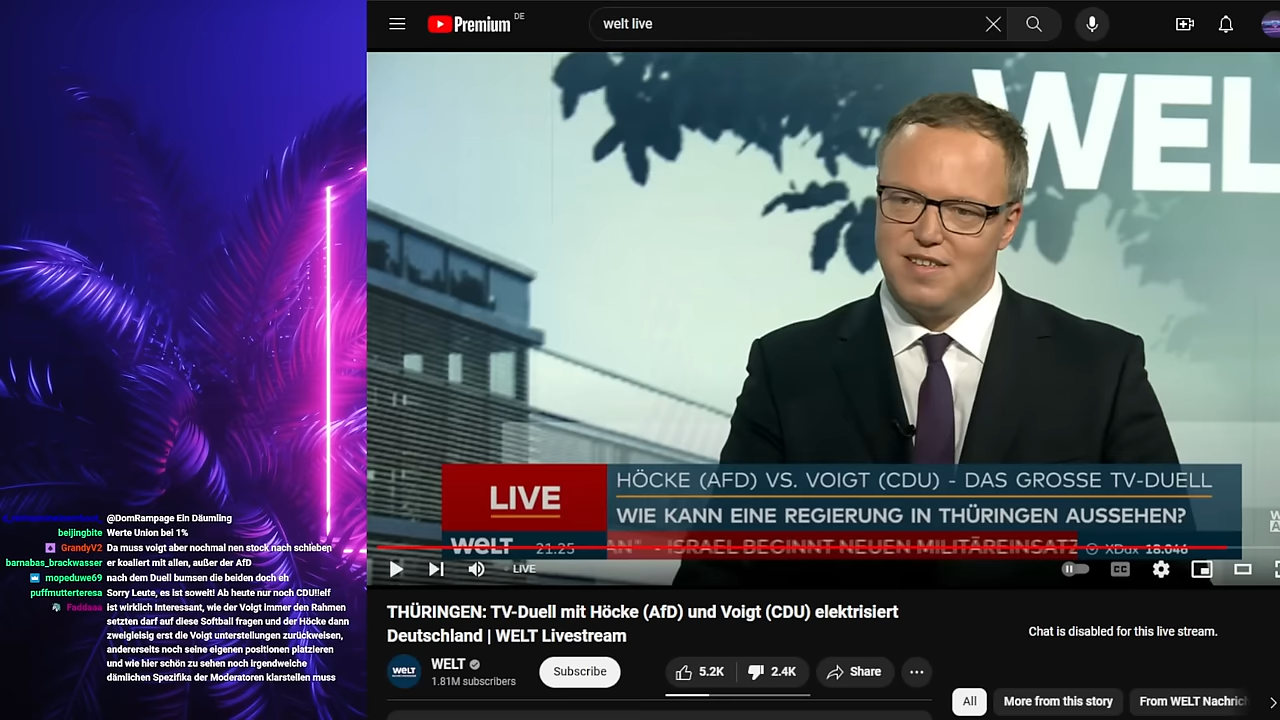 Premium DE
welt live
WEL
HÖCKE (AFD) VS. VOIGT (CDU) - DAS GROSSE TV-DUELL
LIVE
WIE KANN EINE REGIERUNG IN THÜRINGEN AUSSEHEN?
WELT 21.25 AN" - ISRAEL BEGINNT NEUEN MILITÄREINSATZ XDax 18.046
LIVE
CC
THÜRINGEN: TV-Duell mit Höcke (AfD) und Voigt (CDU) elektrisiert
Deutschland | WELT Livestream
Chat is disabled for this live stream.
welt
WELT
1.81M subscribers
Subscribe
5.2K
2.4K
Share
All
More from this story
From WELT Nachric
@DomRampage Ein Däumling
beijingbite Werte Union bei 1%
GrandyV2 Da muss voigt aber nochmal nen stock nach schieben
barnabas_brackwasser er koaliert mit allen, außer der AfD
mopeduwe69 nach dem Duell bumsen die beiden doch eh
puffmutterteresa Sorry Leute, es ist soweit! Ab heute nur noch CDU!!elf
Faddaaa ist wirklich Interessant, wie der Voigt immer den Rahmen
setzten darf auf diese Softball fragen und der Höcke dann
zweigleisig erst die Voigt unterstellungen zurückweisen,
andererseits noch seine eigenen positionen platzieren
und wie hier schön zu sehen noch irgendwelche
dämlichen Spezifika der Moderatoren klarstellen muss